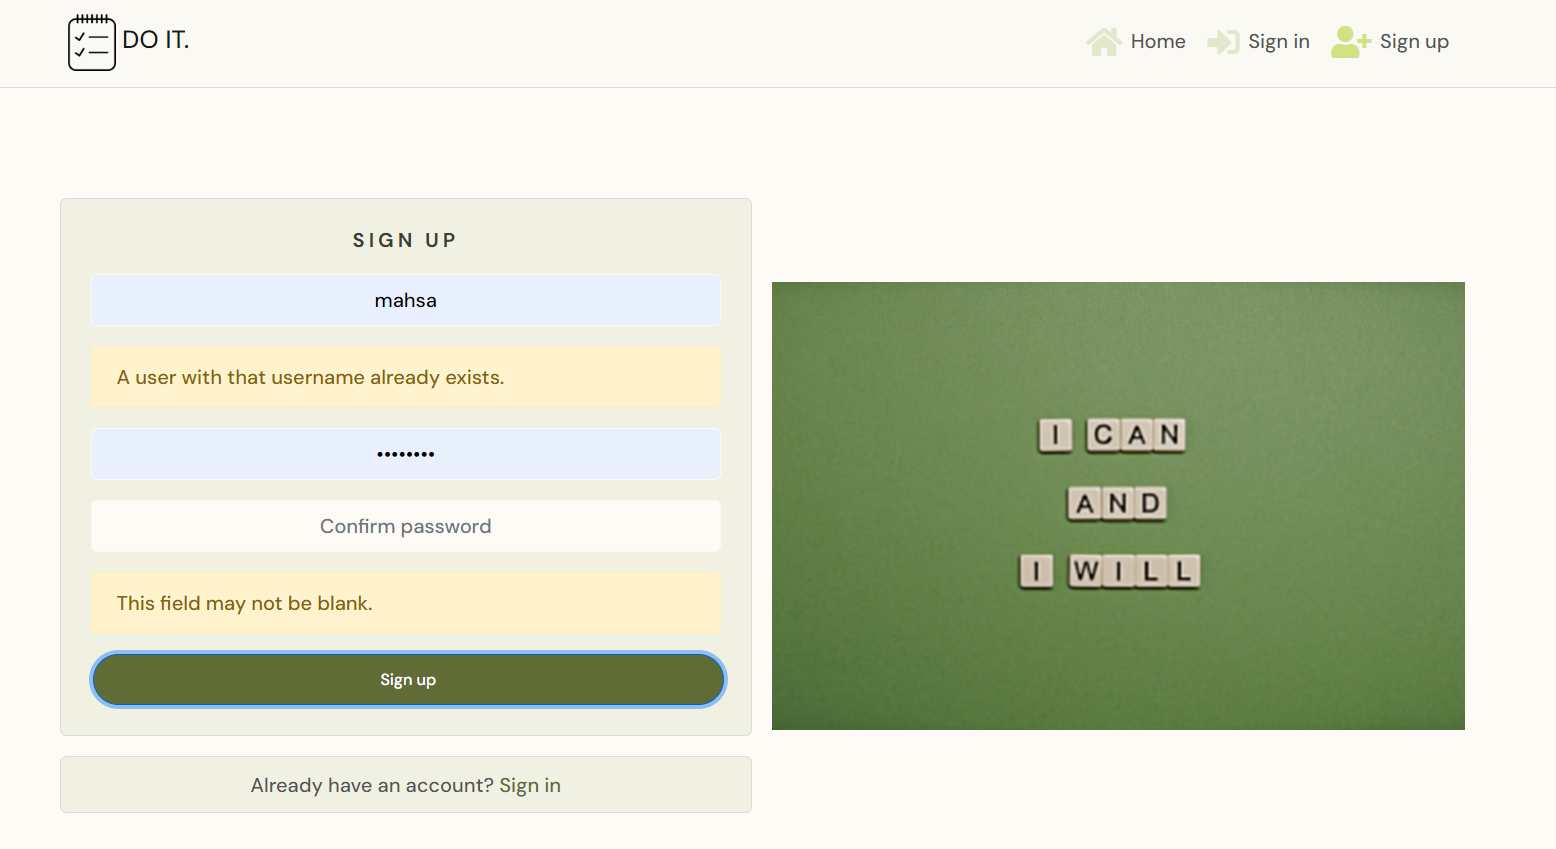 DO IT.
Home
Sign in
Sign up
SIGN UP
mahsa
A user with that username already exists.
••••••••
Confirm password
This field may not be blank.
Sign up
Already have an account? Sign in
I CAN
AND
I WILL